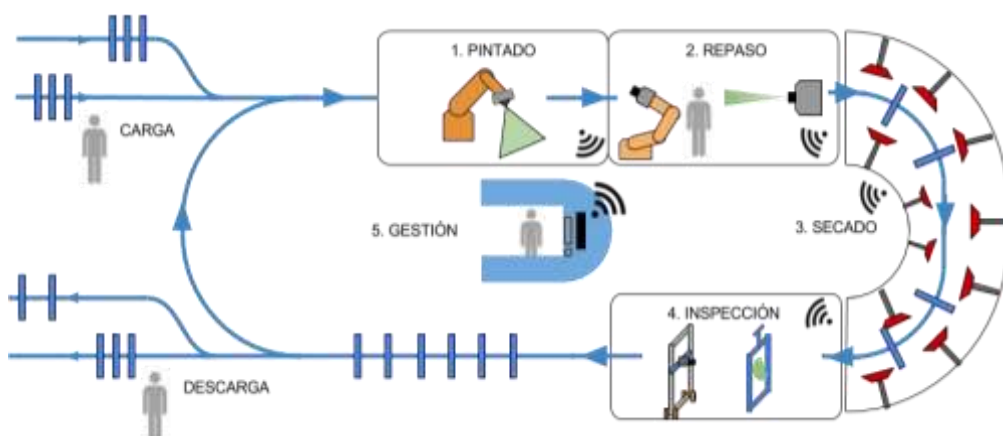 1. PINTADO
2. REPASO
CARGA
5. GESTIÓN
3. SECADO
4. INSPECCIÓN
DESCARGA